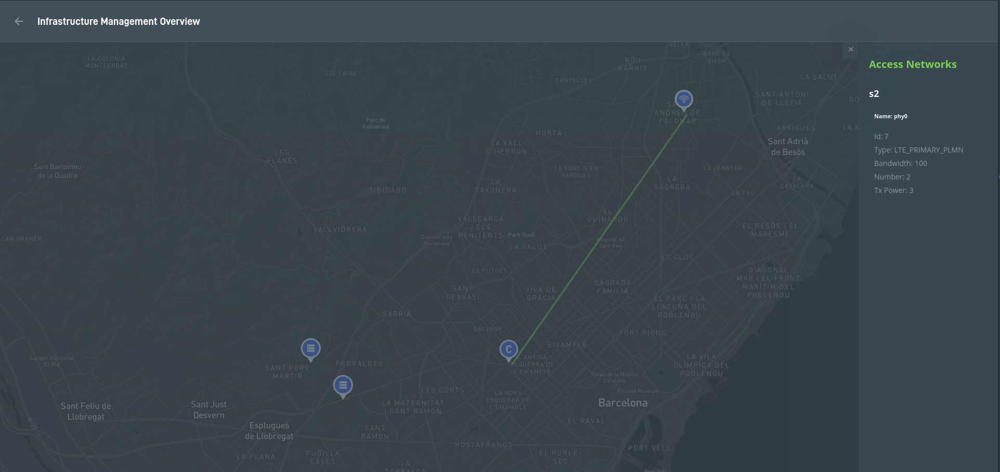 Infrastructure Management Overview
Access Networks
s2
Name: phy0
Id: 7
Type: LTE_PRIMARY_PLMN
Bandwidth: 100
Number: 2
Tx Power: 3
LA COLÒNIA
MONTSERRAT
SOL I AIRE
CANYELLES
NOU
BARRIS
BARÓ DE
VIVER
LA SALUT
SANT ANTONI
DE LLEFIÀ
GO
ANDREU DE
PALOMAR
ARTIGUES
LA M
Sant Adrià
de Besòs
Parc de
Collserola
HORTA
LA VALL
D'HEBRON
LES
PLANES
Sant Bartomeu
de la Quadra
LA FONT D'EN
FARGUES
LA VERNEDA
LA
SAGRERA
LA
CATALANA
LA PAU
TIBIDABO
LA
TAXONERA
EL
GUINARDÓ
VALLCARCA
I ELS
PENITENTS
VALLVIDRERA
CosmoCaixa
Barcelona
Park Guell
LA SALUT
Hospital de
Sant Pau
EL BESÒS I EL
MARESME
CAN GRANER
EL CLOT
EL PUTGET
DIAGONAL
MAR I EL FRONT
MARÍTIM DEL
POBLENOU
SANT
GERVASI
VILA DE
GRÀCIA
SAGRADA
FAMÍLIA
EL PARC I LA
LLACUNA DEL
POBLENOU
SARRIÀ
GALVANY
FORT PIENC
EIXAMPLE
C
L'ANTIGA
ESQUERRA DE
L'EIXAMPLE
LA VILA
OLÍMPICA DEL
POBLENOU
Sectori Industrial
"El Pla"
SANT PERE
MÀRTIR
PEDRALBES
Palau de la Música
Catalana
Picasso Museum
LES CORTS
LA NOVA
ESQUERRA DE
L'EIXAMPLE
LA MATERNITAT
I SANT RAMON
Barcelona
Sant Feliu de
Llobregat
Sant Just
Desvern
B-23
Esplugues
de Llobregat
SANT
RAMON
EL RAVAL
HOSTAFRANCS
PORT VELL
LA PLANA
PUBILLA
CASES
EL POBLE-
SEC
LA
TORRASSA
Port Vell